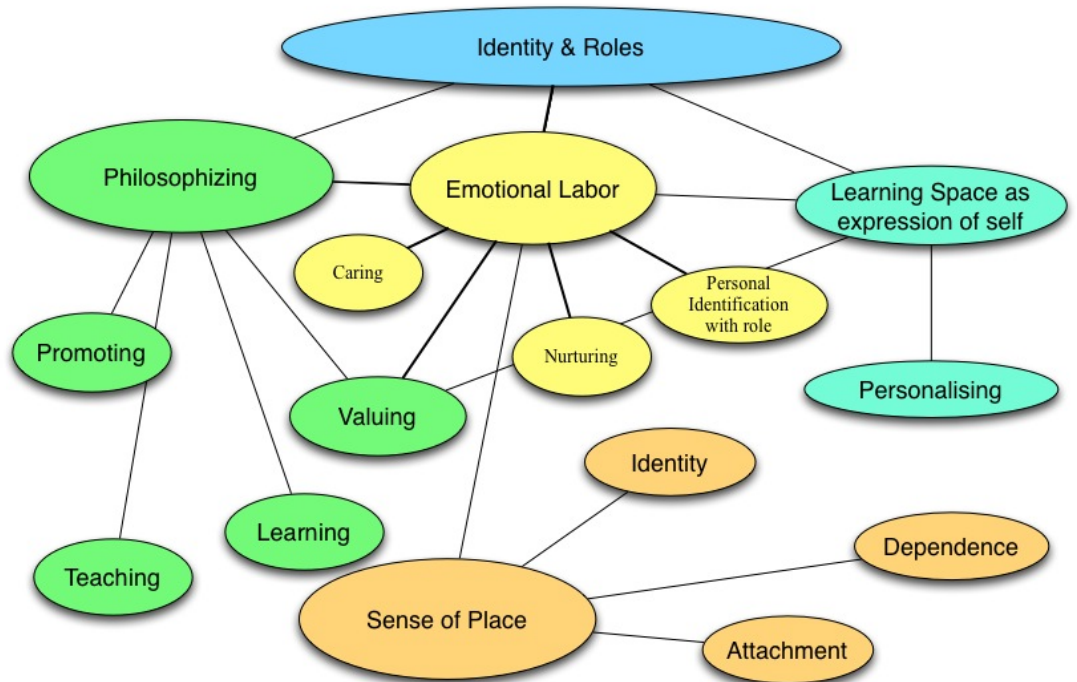 Identity & Roles
Philosophizing
Emotional Labor
Learning Space as
expression of self
Caring
Personal
Identification
with role
Promoting
Nurturing
Personalising
Valuing
Identity
Learning
Dependence
Teaching
Sense of Place
Attachment